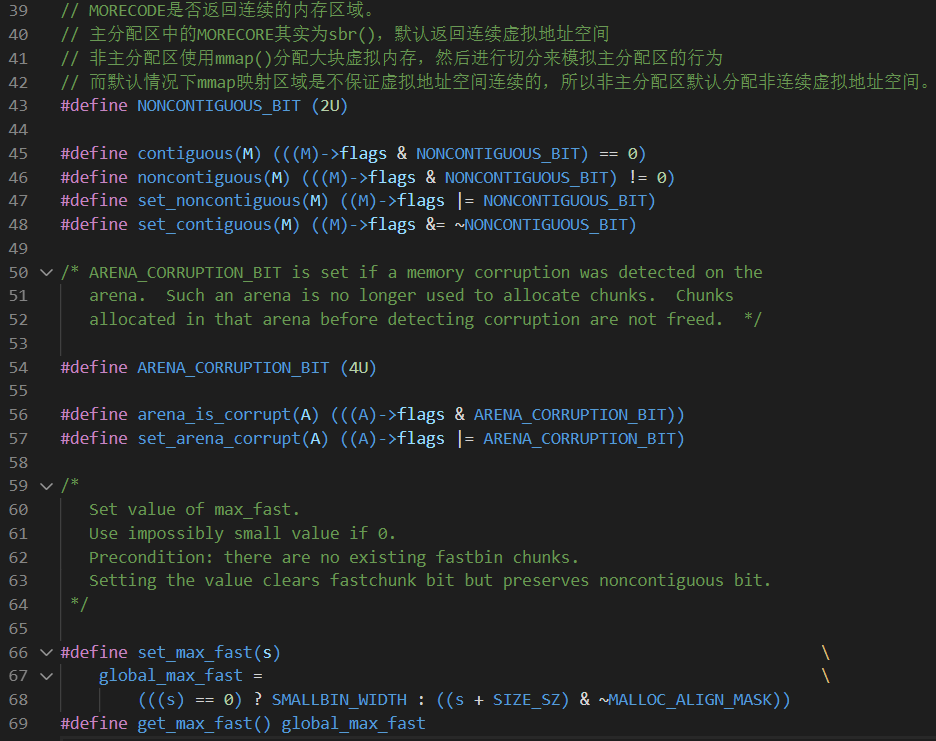 39 // MORECODE是否返回连续的内存区域。
40 // 主分配区中的MORECORE其实为sbr()，默认返回连续虚拟地址空间
41 // 非主分配区使用mmap()分配大块虚拟内存，然后进行切分来模拟主分配区的行为
42 // 而默认情况下mmap映射区域是不保证虚拟地址空间连续的，所以非主分配区默认分配非连续虚拟地址空间。
43 #define NONCONTIGUOUS_BIT (2U)
44
45 #define contiguous(M) (((M)->flags & NONCONTIGUOUS_BIT) == 0)
46 #define noncontiguous(M) (((M)->flags & NONCONTIGUOUS_BIT) != 0)
47 #define set_noncontiguous(M) ((M)->flags |= NONCONTIGUOUS_BIT)
48 #define set_contiguous(M) ((M)->flags &= ~NONCONTIGUOUS_BIT)
49
50 /* ARENA_CORRUPTION_BIT is set if a memory corruption was detected on the
51 arena.  Such an arena is no longer used to allocate chunks.  Chunks
52 allocated in that arena before detecting corruption are not freed.  */
53
54 #define ARENA_CORRUPTION_BIT (4U)
55
56 #define arena_is_corrupt(A) (((A)->flags & ARENA_CORRUPTION_BIT))
57 #define set_arena_corrupt(A) ((A)->flags |= ARENA_CORRUPTION_BIT)
58
59 /*
60 Set value of max_fast.
61 Use impossibly small value if 0.
62 Precondition: there are no existing fastbin chunks.
63 Setting the value clears fastchunk bit but preserves noncontiguous bit.
64 */
65
66 #define set_max_fast(s) \
67 global_max_fast = \
68 (((s) == 0) ? SMALLBIN_WIDTH : ((s + SIZE_SZ) & ~MALLOC_ALIGN_MASK))
69 #define get_max_fast() global_max_fast